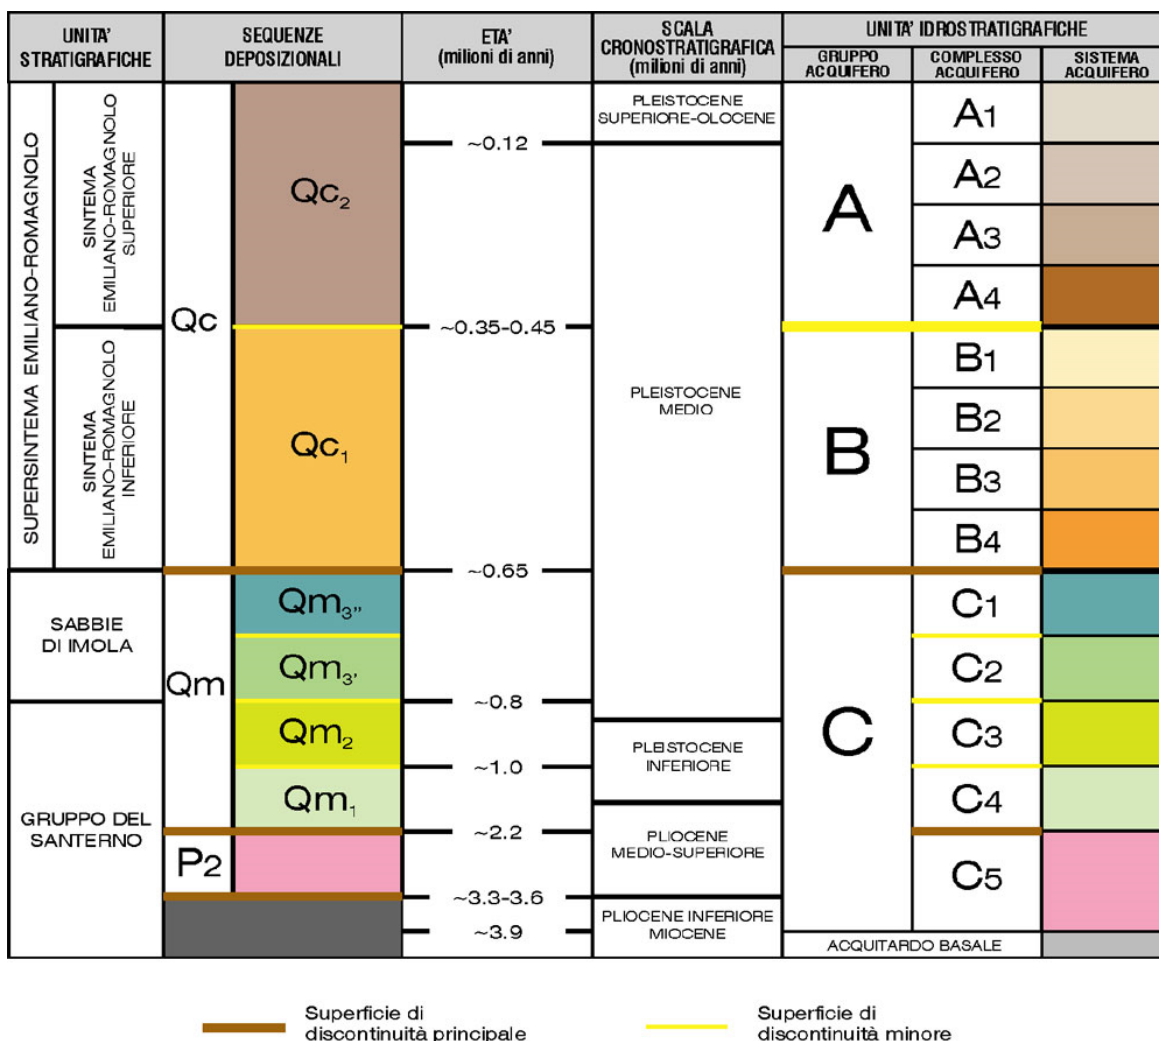 UNITA'
STRATIGRAFICHE
SEQUENZE
DEPOSIZIONALI
ETA'
(milioni di anni)
SCALA
CRONOSTRATIGRAFICA
(milioni di anni)
UNITA' IDROSTRATIGRAFICHE
GRUPPO
ACQUIFERO
COMPLESSO
ACQUIFERO
SISTEMA
ACQUIFERO
SUPERSINTEMA EMILIANO-ROMAGNOLO
SINTEMA
EMILIANO-ROMAGNOLO
SUPERIORE
SINTEMA
EMILIANO-ROMAGNOLO
INFERIORE
SABBIE
DI IMOLA
GRUPPO DEL
SANTERNO
Qc
Qm
P2
Qc2
Qc1
Qm3''
Qm3'
Qm2
Qm1
~0.12
~0.35-0.45
~0.65
~0.8
~1.0
~2.2
~3.3-3.6
~3.9
PLEISTOCENE
SUPERIORE-OLOCENE
PLEISTOCENE
MEDIO
PLEISTOCENE
INFERIORE
PLIOCENE
MEDIO-SUPERIORE
PLIOCENE INFERIORE
MIOCENE
A
B
C
A1
A2
A3
A4
B1
B2
B3
B4
C1
C2
C3
C4
C5
ACQUITARDO BASALE
Superficie di
discontinuità principale
Superficie di
discontinuità minore